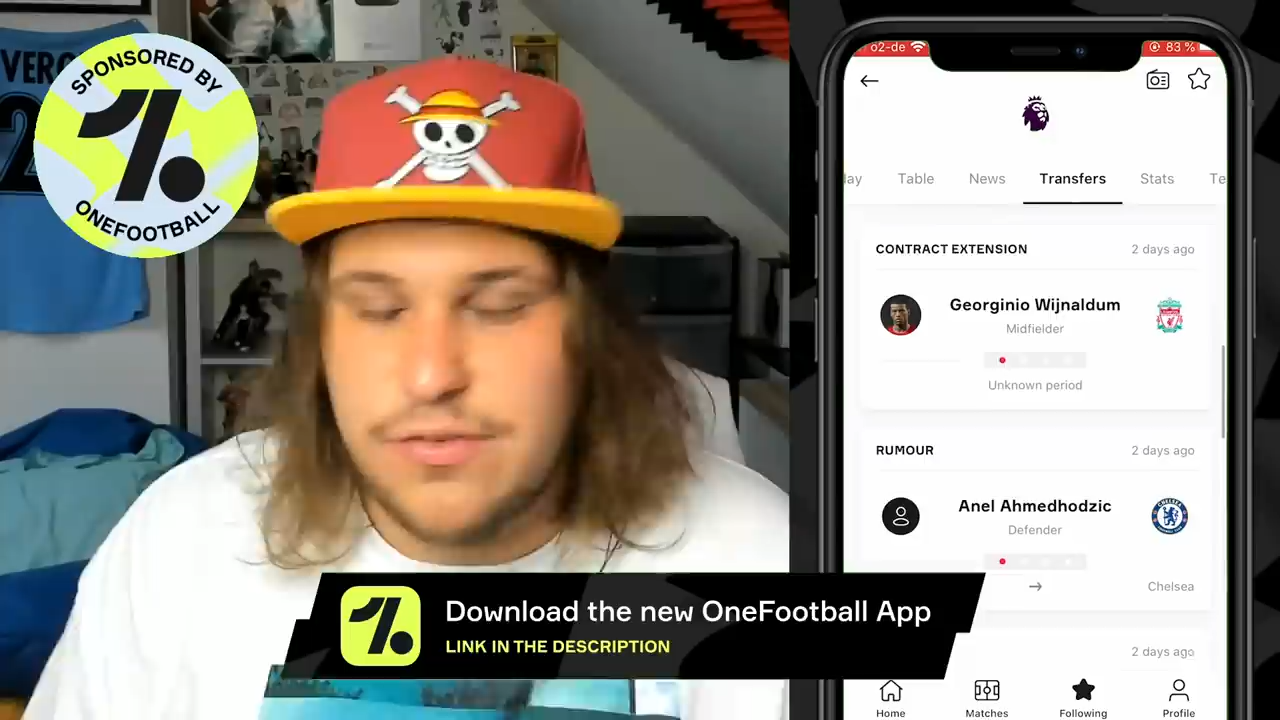 VERO
2
SPONSORED BY
ONEFOOTBALL
o2-de
83 %
Table
News
Transfers
Stats
CONTRACT EXTENSION
2 days ago
Georginio Wijnaldum
Midfielder
Unknown period
RUMOUR
2 days ago
Anel Ahmedhodzic
Defender
→
Chelsea
2 days ago
Home
Matches
Following
Profile
Download the new OneFootball App
LINK IN THE DESCRIPTION